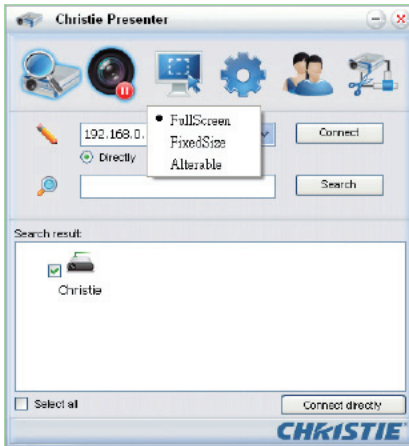 Christie Presenter
FullScreen
192.168.0.
FixedSize
Connect
Directly
Alterable
Search
Search result:
Christie
Select all
Connect directly
CHRISTIE